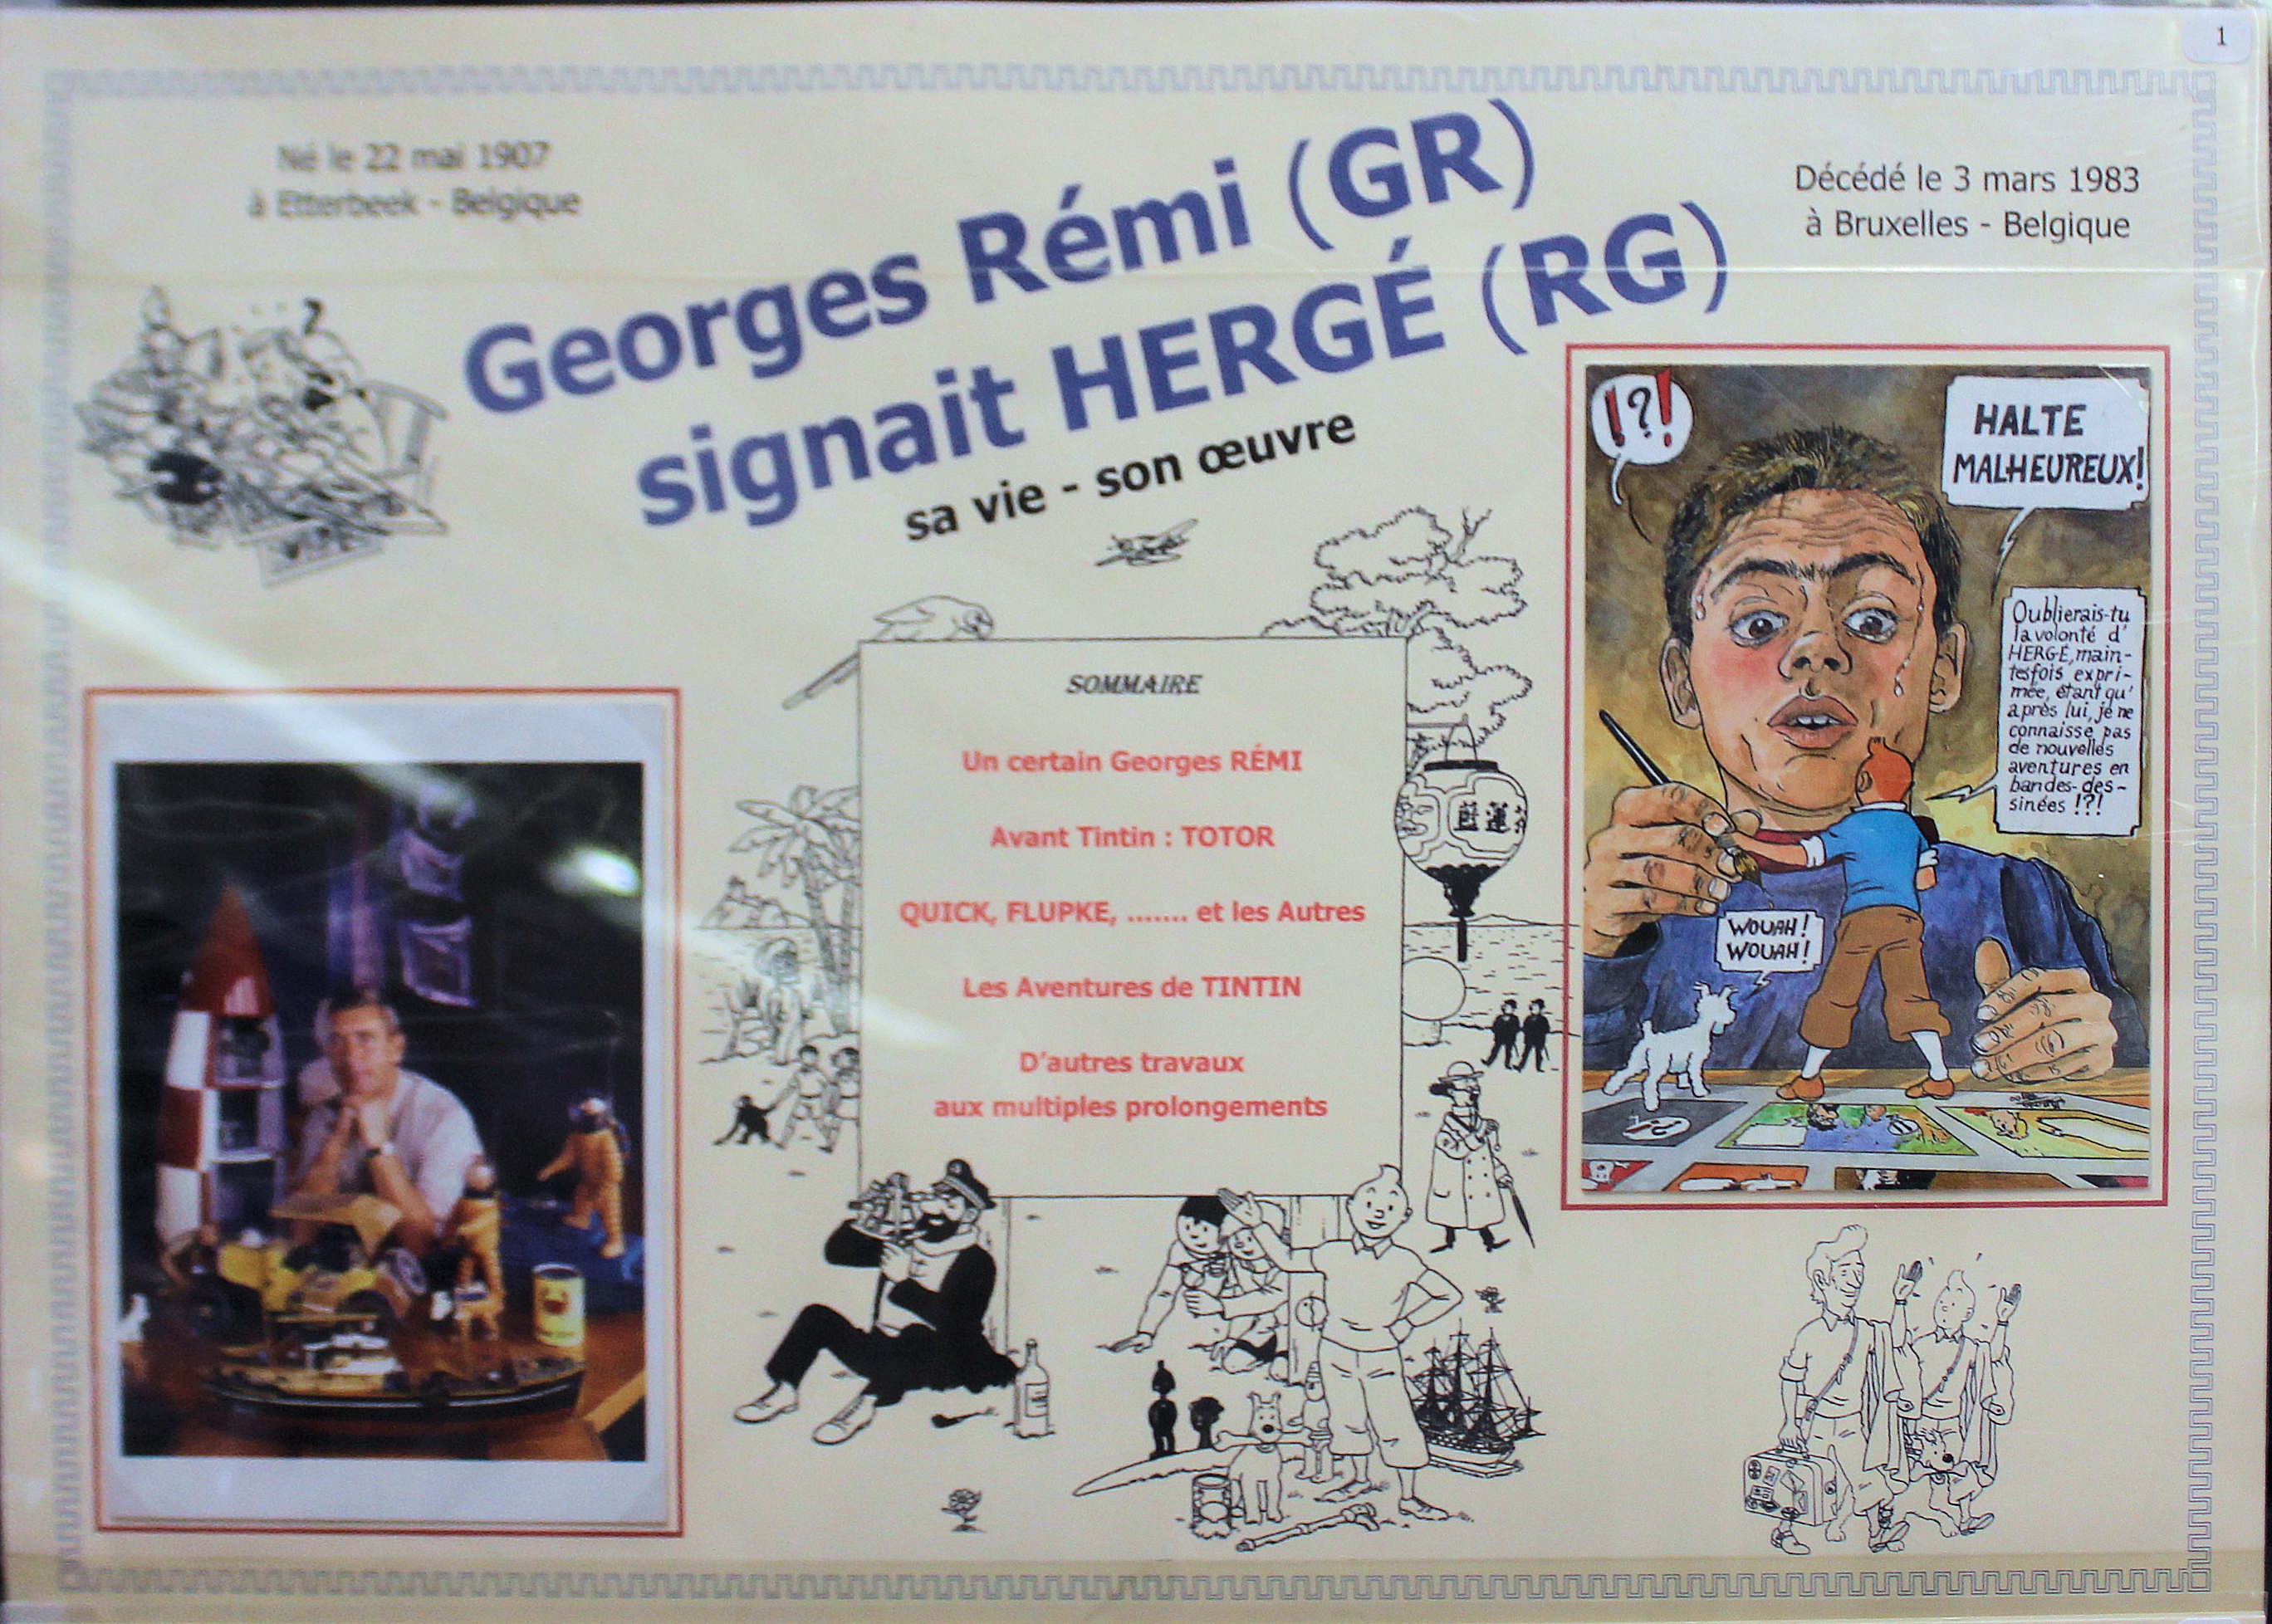 1
Né le 22 mai 1907
à Etterbeek - Belgique
Georges Rémi (GR)
signait HERGÉ (RG)
sa vie - son œuvre
Décédé le 3 mars 1983
à Bruxelles - Belgique
SOMMAIRE
Un certain Georges RÉMI
Avant Tintin : TOTOR
QUICK, FLUPKE, ....... et les Autres
Les Aventures de TINTIN
D'autres travaux
aux multiples prolongements
!?!
HALTE
MALHEUREUX!
Oublierais-tu
la volonté d'
HERGÉ, main-
tes fois expri-
mée, étant qu'
après lui, je ne
connaisse pas
de nouvelles
aventures en
bandes-des-
sinées !?!
WOUAH!
WOUAH!